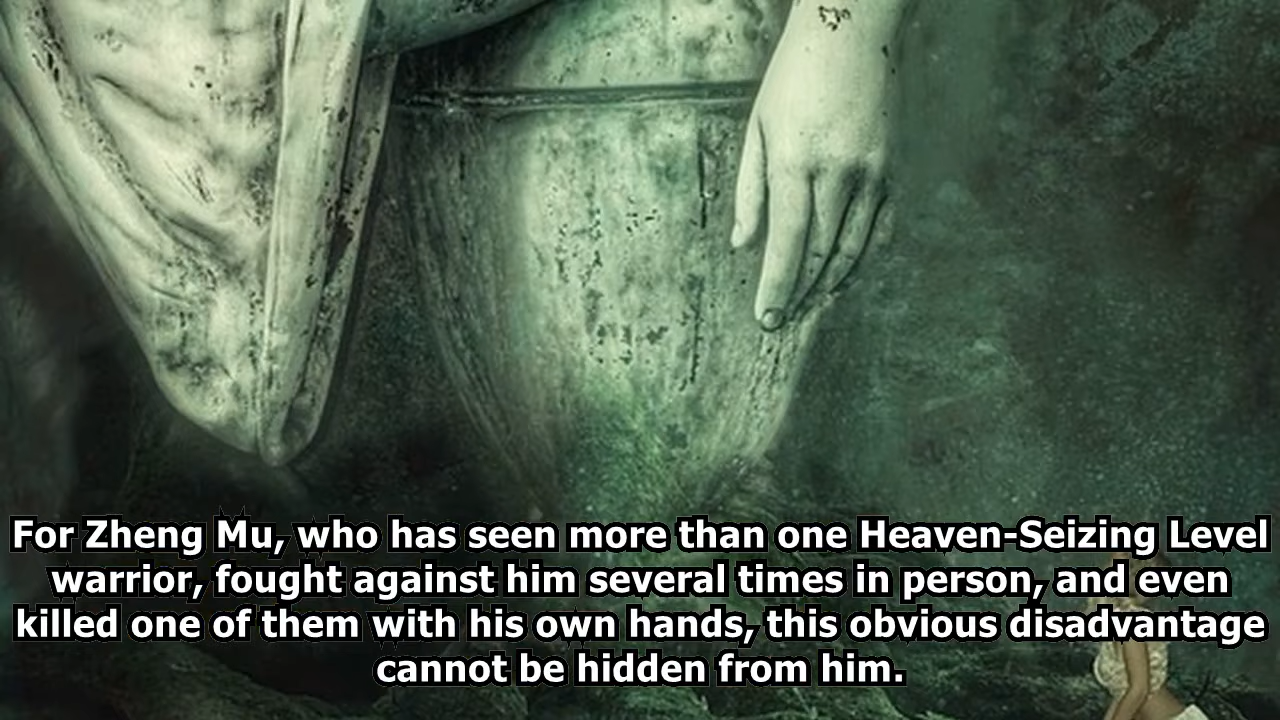 For Zheng Mu, who has seen more than one Heaven-Seizing Level
warrior, fought against him several times in person, and even
killed one of them with his own hands, this obvious disadvantage
cannot be hidden from him.